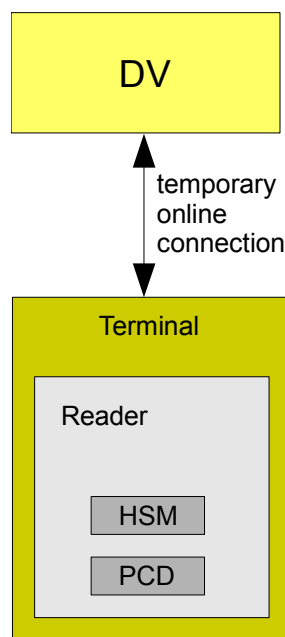 DV
temporary
online
connection
Terminal
Reader
HSM
PCD